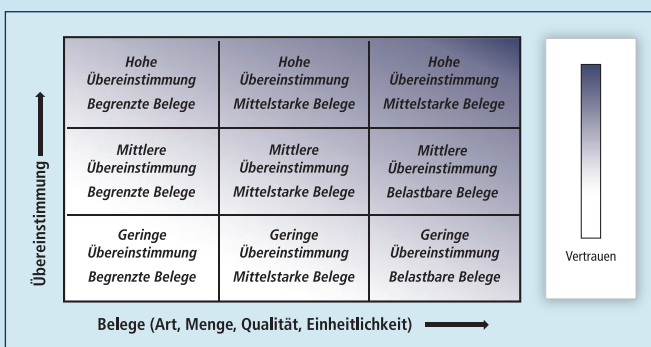 Hohe
Übereinstimmung
Begrenzte Belege
Hohe
Übereinstimmung
Mittelstarke Belege
Hohe
Übereinstimmung
Mittelstarke Belege
Mittlere
Übereinstimmung
Begrenzte Belege
Mittlere
Übereinstimmung
Mittelstarke Belege
Mittlere
Übereinstimmung
Belastbare Belege
Geringe
Übereinstimmung
Begrenzte Belege
Geringe
Übereinstimmung
Mittelstarke Belege
Geringe
Übereinstimmung
Belastbare Belege
Übereinstimmung
Belege (Art, Menge, Qualität, Einheitlichkeit)
Vertrauen